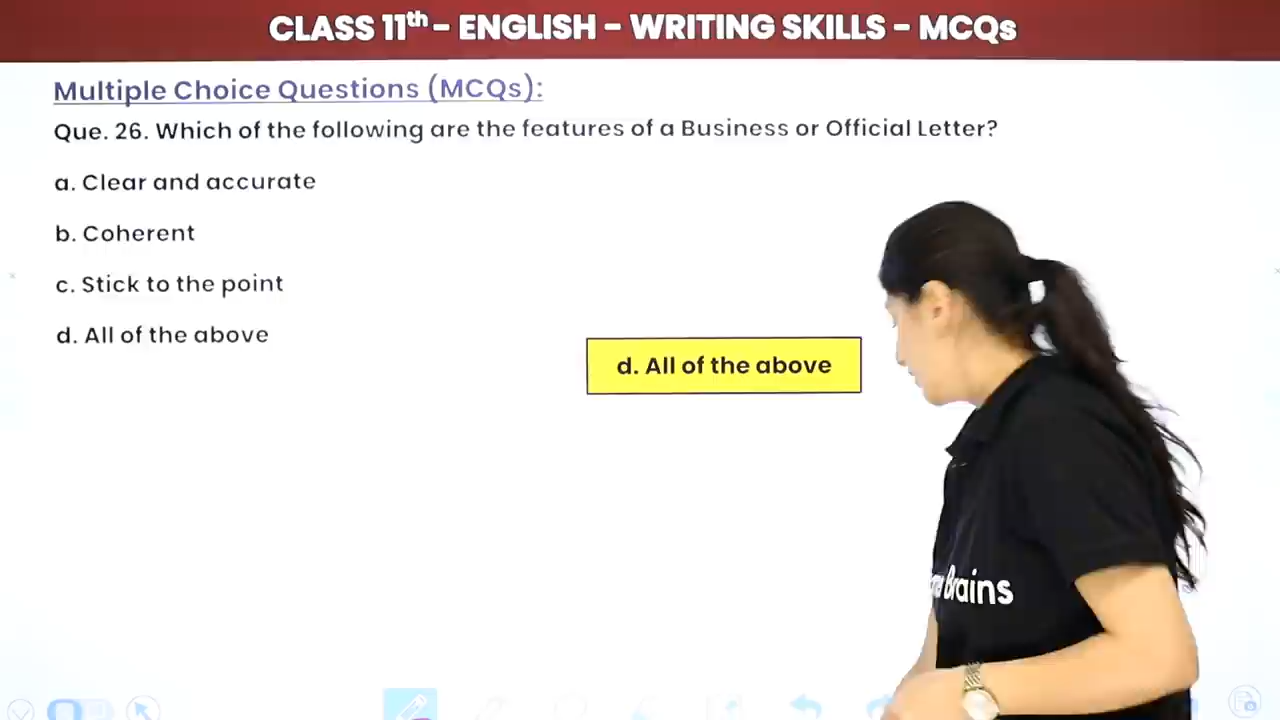 CLASS 11th – ENGLISH – WRITING SKILLS – MCQs
Multiple Choice Questions (MCQs):
Que. 26. Which of the following are the features of a Business or Official Letter?
a. Clear and accurate
b. Coherent
c. Stick to the point
d. All of the above
d. All of the above
Brains